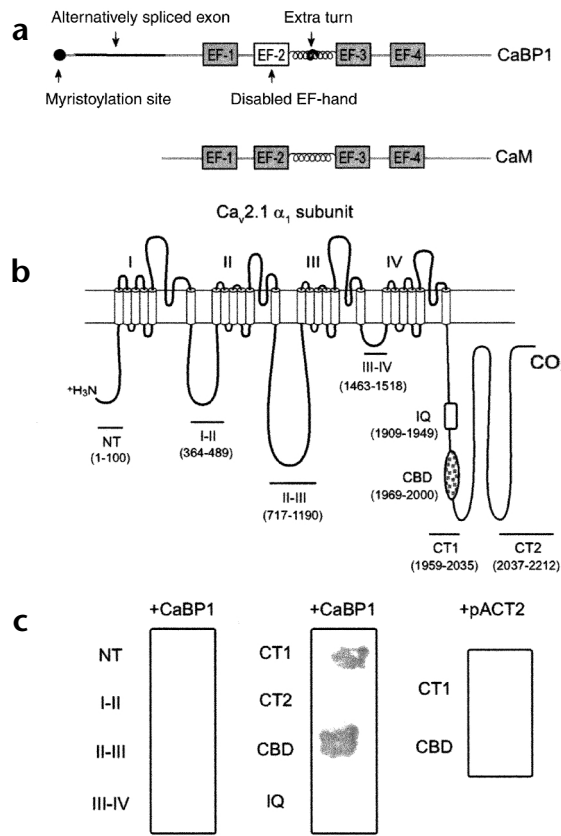 a
Alternatively spliced exon
Extra turn
EF-1 EF-2 EF-3 EF-4 CaBP1
Myristoylation site
Disabled EF-hand
EF-1 EF-2 EF-3 EF-4 CaM
Cav2.1 α1 subunit
b
I II III IV
+H3N
NT
(1-100)
I-II
(364-489)
II-III
(717-1190)
III-IV
(1463-1518)
IQ
(1909-1949)
CBD
(1969-2000)
CO
CT1
(1959-2035)
CT2
(2037-2212)
c
+CaBP1
NT
I-II
II-III
III-IV
+CaBP1
CT1
CT2
CBD
IQ
+pACT2
CT1
CBD